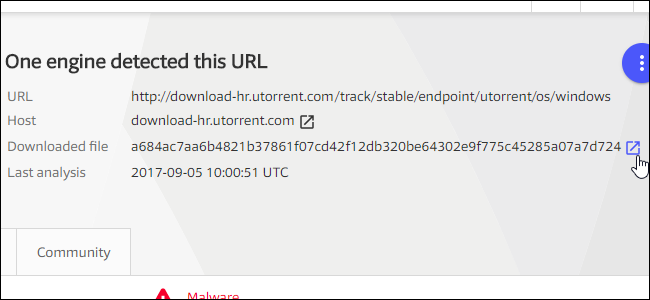 One engine detected this URL
URL http://download-hr.utorrent.com/track/stable/endpoint/utorrent/os/windows
Host download-hr.utorrent.com
Downloaded file a684ac7aa6b4821b37861f07cd42f12db320be64302e9f775c45285a07a7d724
Last analysis 2017-09-05 10:00:51 UTC
Community
Malware